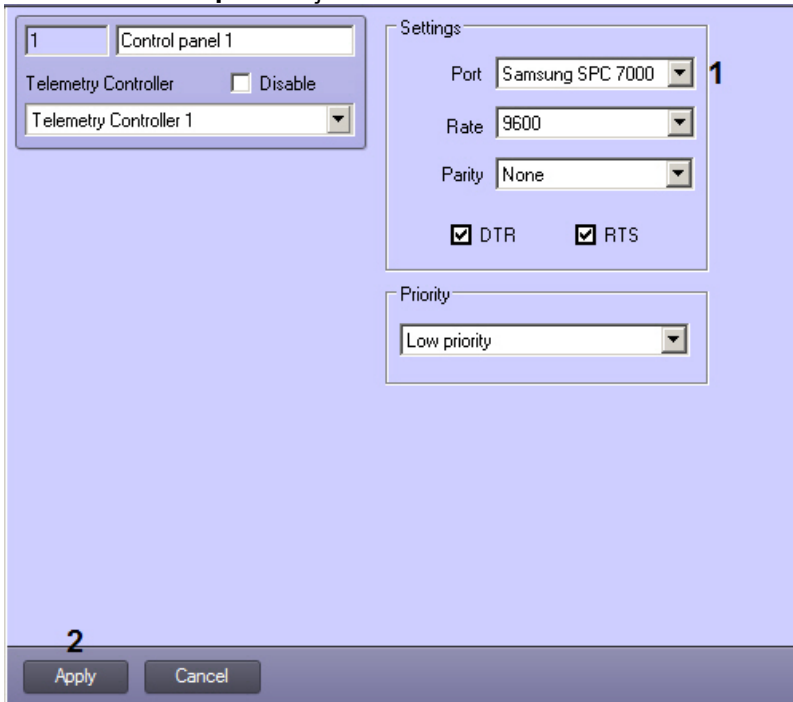 1
Control panel 1
Telemetry Controller
Disable
Telemetry Controller 1
Settings
Port
Samsung SPC 7000
1
Rate
9600
Parity
None
DTR
RTS
Priority
Low priority
2
Apply
Cancel